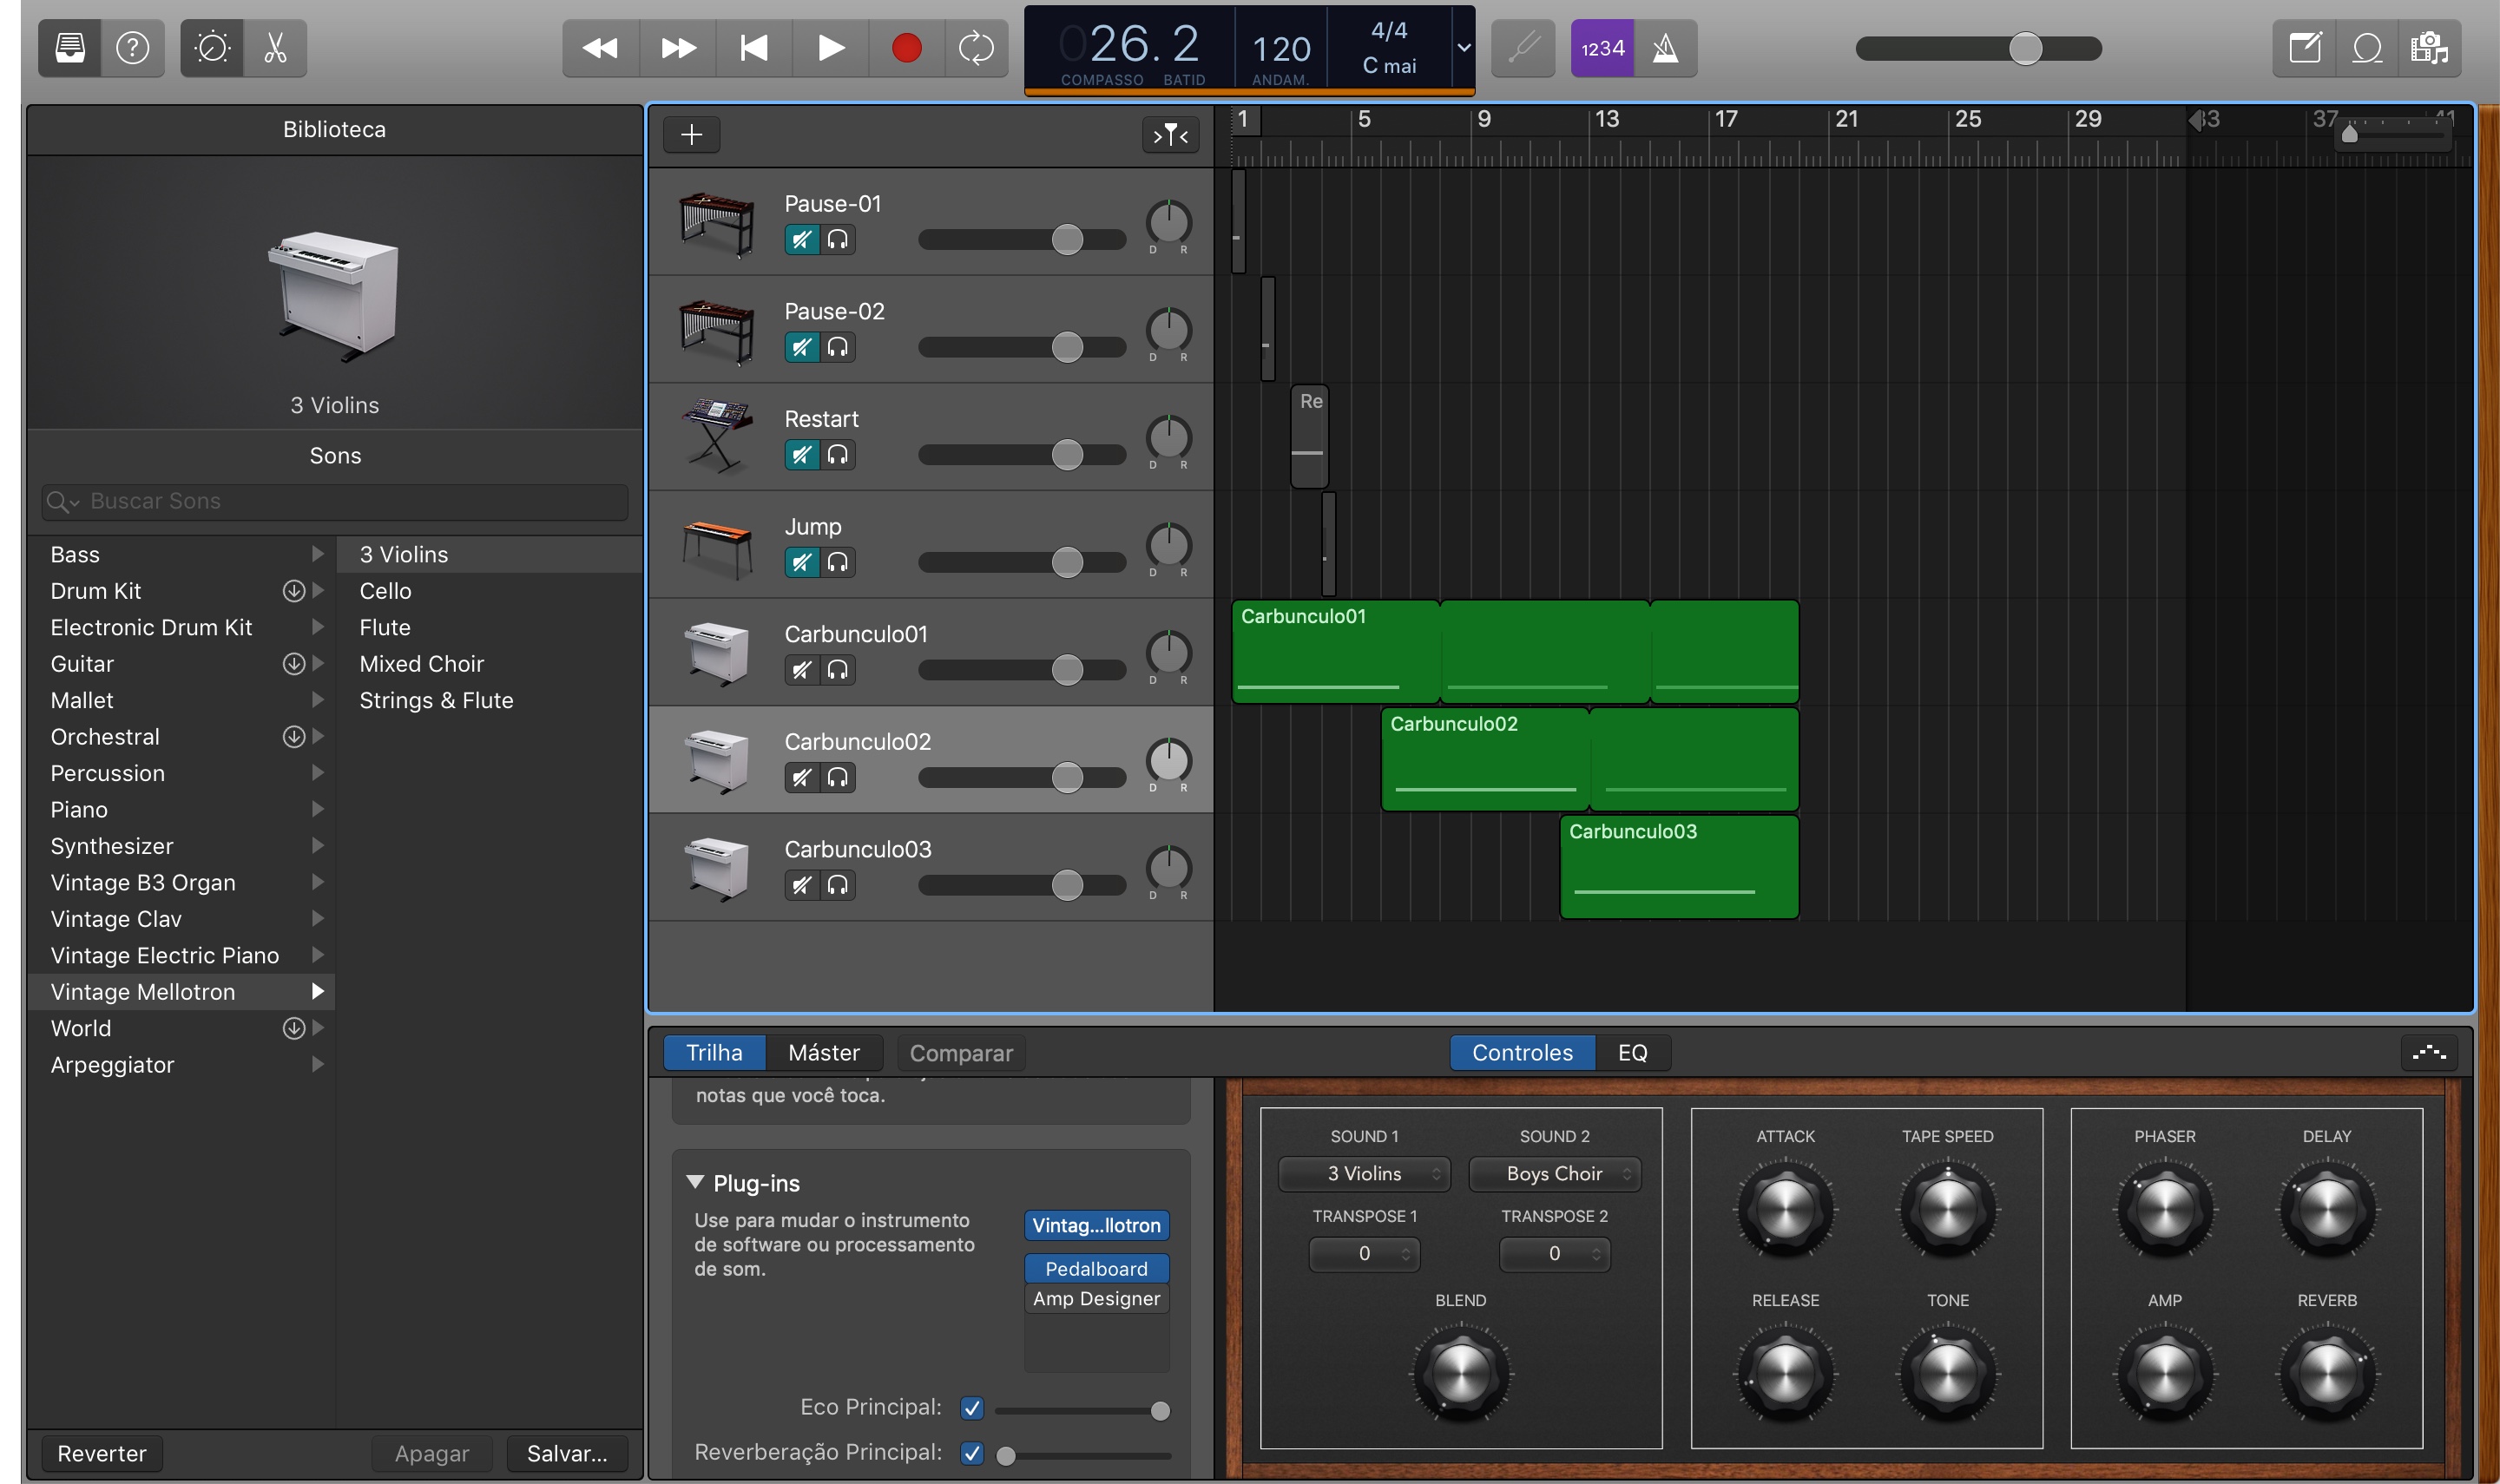 026. 2
120
4/4
C mai
COMPASSO
BATID
ANDAM.
1234
Biblioteca
3 Violins
Sons
Buscar Sons
Bass
Drum Kit
Electronic Drum Kit
Guitar
Mallet
Orchestral
Percussion
Piano
Synthesizer
Vintage B3 Organ
Vintage Clav
Vintage Electric Piano
Vintage Mellotron
World
Arpeggiator
3 Violins
Cello
Flute
Mixed Choir
Strings & Flute
Reverter
Apagar
Salvar...
1 5 9 13 17 21 25 29 33 37 41
Pause-01
D R
Pause-02
D R
Restart
D R
Re
Jump
D R
Carbunculo01
D R
Carbunculo01
Carbunculo02
D R
Carbunculo02
Carbunculo03
D R
Carbunculo03
Trilha
Máster
Comparar
Controles
EQ
notas que você toca.
Plug-ins
Use para mudar o instrumento
de software ou processamento
de som.
Vintag...llotron
Pedalboard
Amp Designer
Eco Principal:
Reverberação Principal:
SOUND 1
SOUND 2
3 Violins
Boys Choir
TRANSPOSE 1
TRANSPOSE 2
0
0
BLEND
ATTACK
TAPE SPEED
RELEASE
TONE
PHASER
DELAY
AMP
REVERB